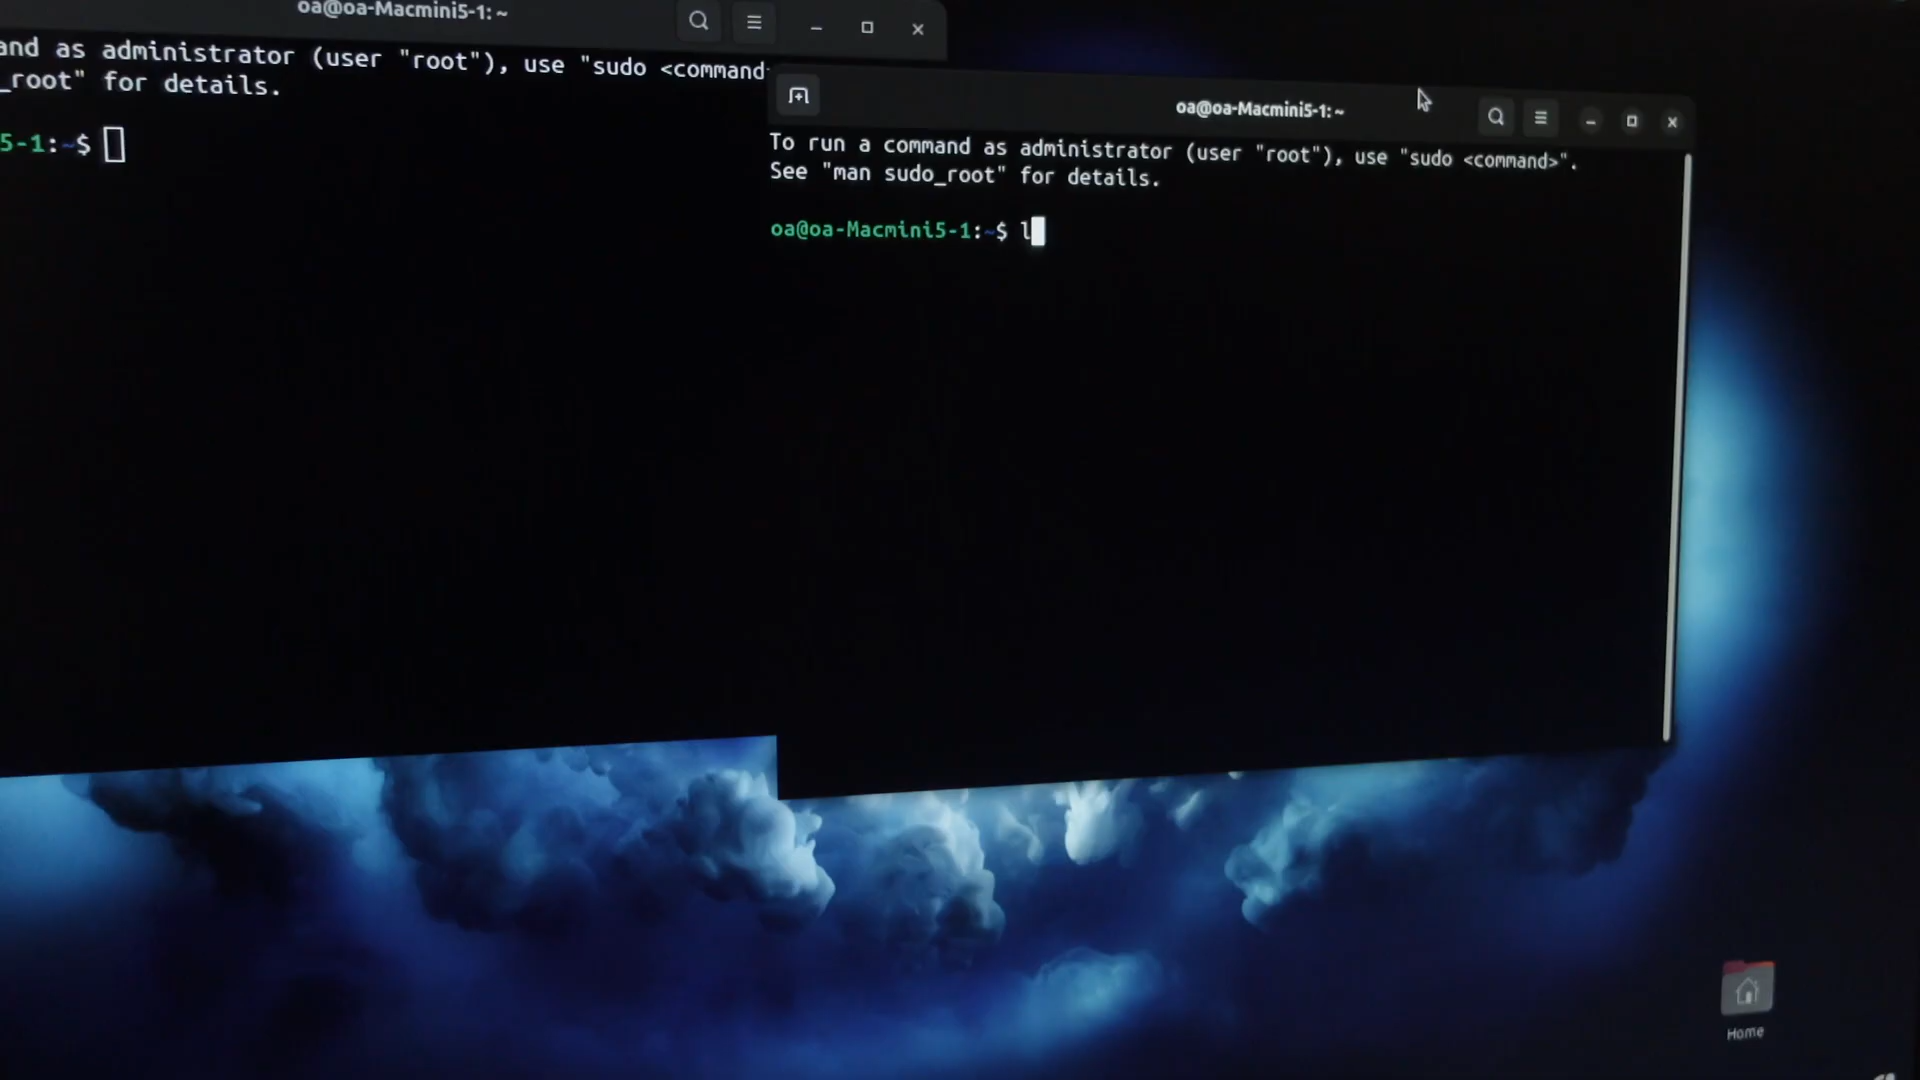 oa@oa-Macmini5-1: ~
and as administrator (user "root"), use "sudo <command
_root" for details.
5-1:~$
oa@oa-Macmini5-1: ~
To run a command as administrator (user "root"), use "sudo <command>".
See "man sudo_root" for details.
oa@oa-Macmini5-1:~$ l
Home